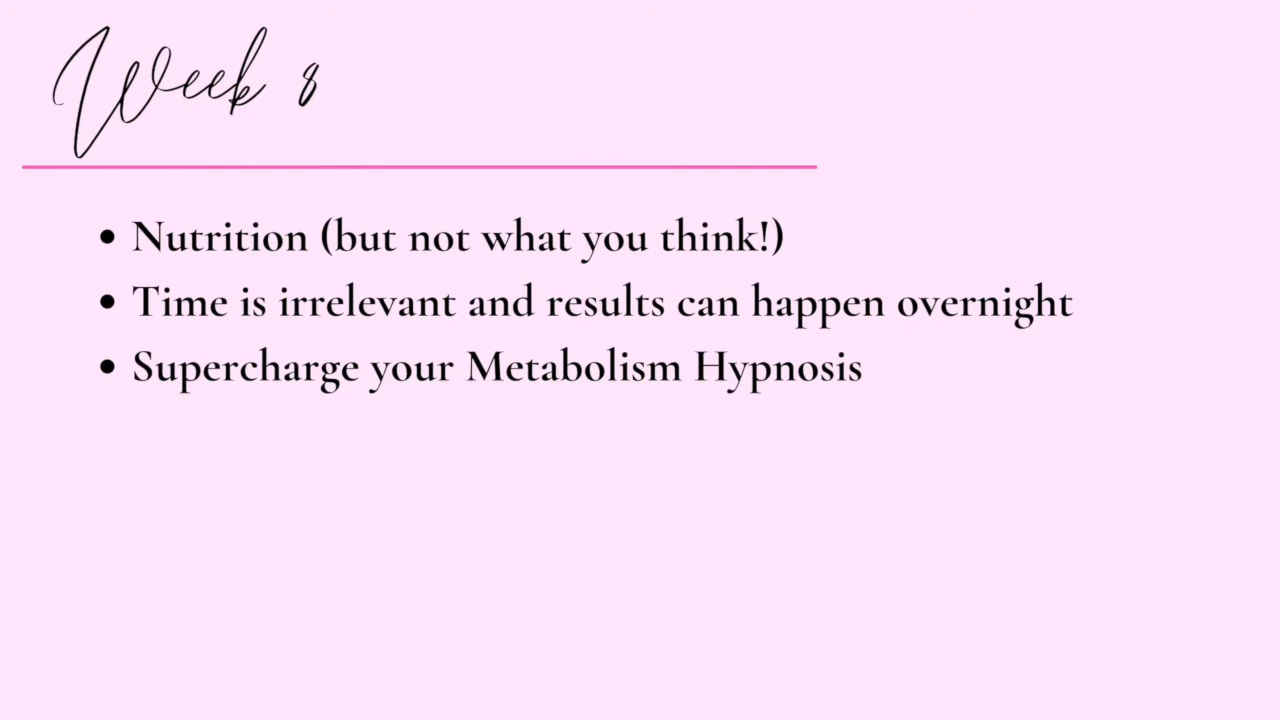 Week 8
• Nutrition (but not what you think!)
• Time is irrelevant and results can happen overnight
• Supercharge your Metabolism Hypnosis